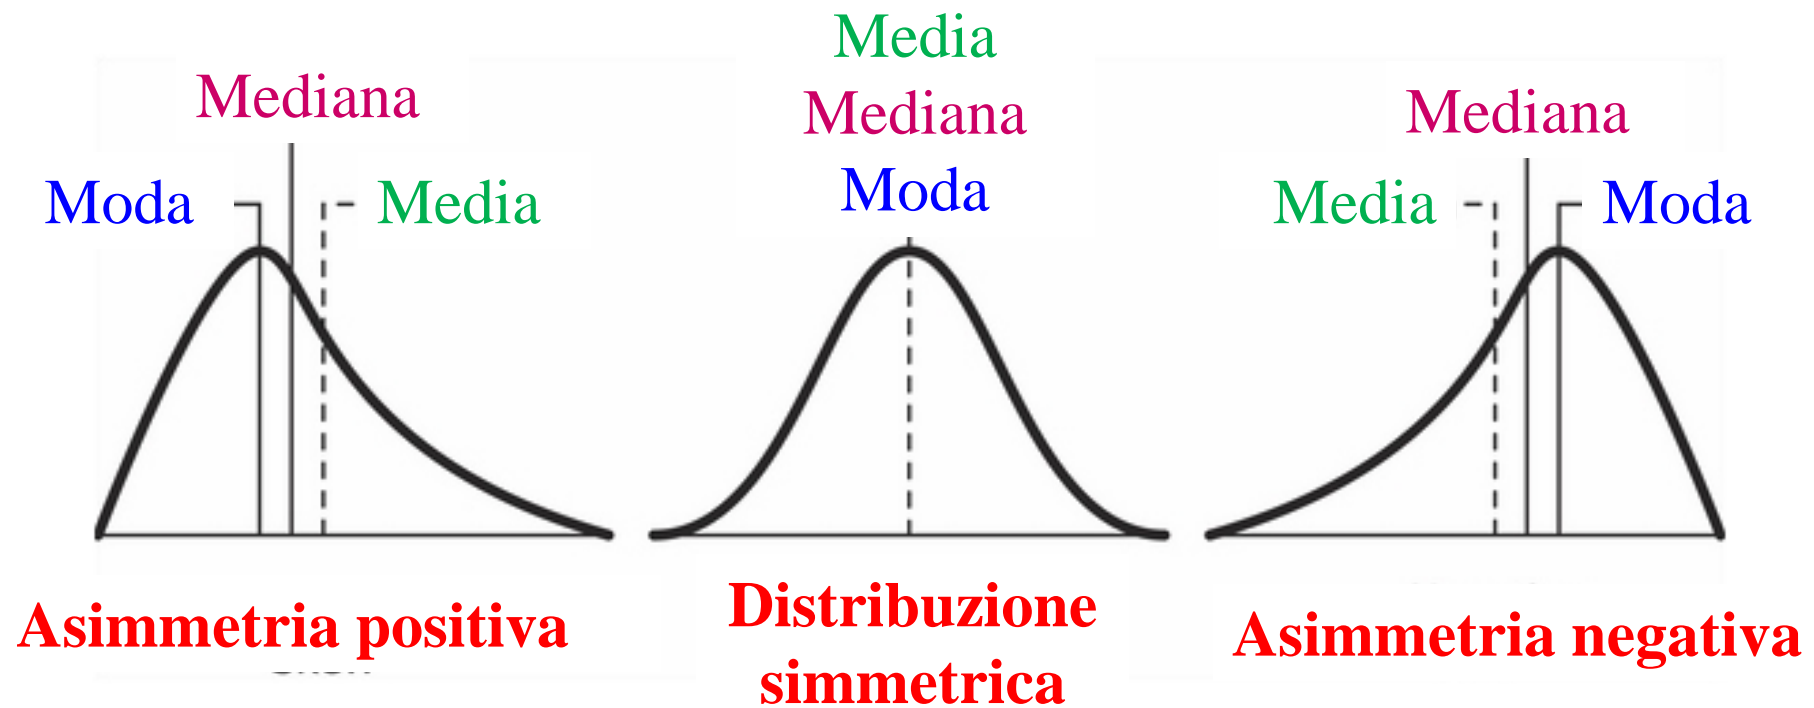 Mediana
Moda
Media
Asimmetria positiva
Media
Mediana
Moda
Distribuzione
simmetrica
Mediana
Media
Moda
Asimmetria negativa